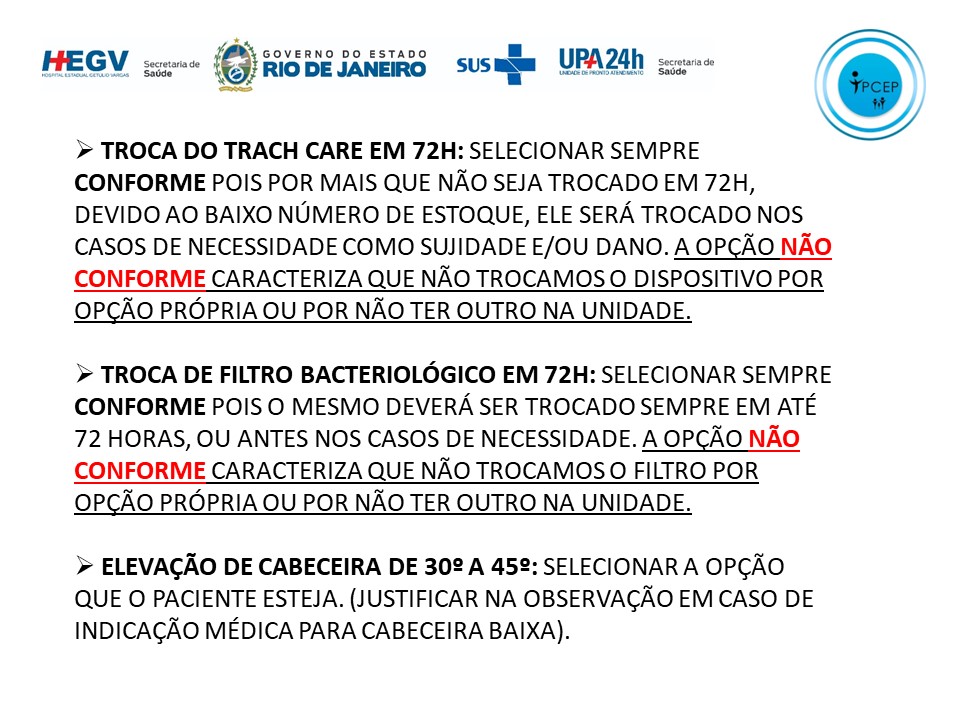 HEGV
HOSPITAL ESTADUAL GETÚLIO VARGAS
Secretaria de
Saúde
GOVERNO DO ESTADO
RIO DE JANEIRO
SUS
UPA 24h
UNIDADE DE PRONTO ATENDIMENTO
Secretaria de
Saúde
PCEP
➢ TROCA DO TRACH CARE EM 72H: SELECIONAR SEMPRE
CONFORME POIS POR MAIS QUE NÃO SEJA TROCADO EM 72H,
DEVIDO AO BAIXO NÚMERO DE ESTOQUE, ELE SERÁ TROCADO NOS
CASOS DE NECESSIDADE COMO SUJIDADE E/OU DANO. A OPÇÃO NÃO
CONFORME CARACTERIZA QUE NÃO TROCAMOS O DISPOSITIVO POR
OPÇÃO PRÓPRIA OU POR NÃO TER OUTRO NA UNIDADE.
➢ TROCA DE FILTRO BACTERIOLÓGICO EM 72H: SELECIONAR SEMPRE
CONFORME POIS O MESMO DEVERÁ SER TROCADO SEMPRE EM ATÉ
72 HORAS, OU ANTES NOS CASOS DE NECESSIDADE. A OPÇÃO NÃO
CONFORME CARACTERIZA QUE NÃO TROCAMOS O FILTRO POR
OPÇÃO PRÓPRIA OU POR NÃO TER OUTRO NA UNIDADE.
➢ ELEVAÇÃO DE CABECEIRA DE 30º A 45º: SELECIONAR A OPÇÃO
QUE O PACIENTE ESTEJA. (JUSTIFICAR NA OBSERVAÇÃO EM CASO DE
INDICAÇÃO MÉDICA PARA CABECEIRA BAIXA).